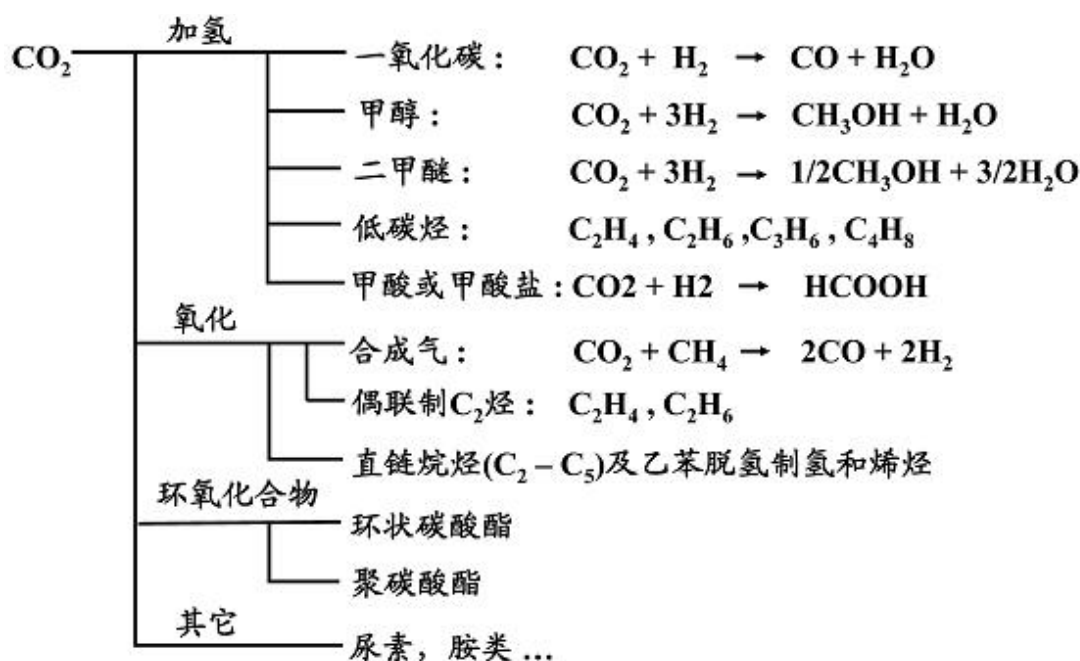 加氢
CO₂ 一氧化碳： CO₂ + H₂ → CO + H₂O
甲醇： CO₂ + 3H₂ → CH₃OH + H₂O
二甲醚： CO₂ + 3H₂ → 1/2CH₃OH + 3/2H₂O
低碳烃： C₂H₄ , C₂H₆ ,C₃H₆ , C₄H₈
甲酸或甲酸盐：CO2 + H2 → HCOOH
氧化
合成气： CO₂ + CH₄ → 2CO + 2H₂
偶联制C₂烃： C₂H₄ , C₂H₆
直链烷烃(C₂ – C₅)及乙苯脱氢制氢和烯烃
环氧化合物
环状碳酸酯
聚碳酸酯
其它
尿素，胺类 ...